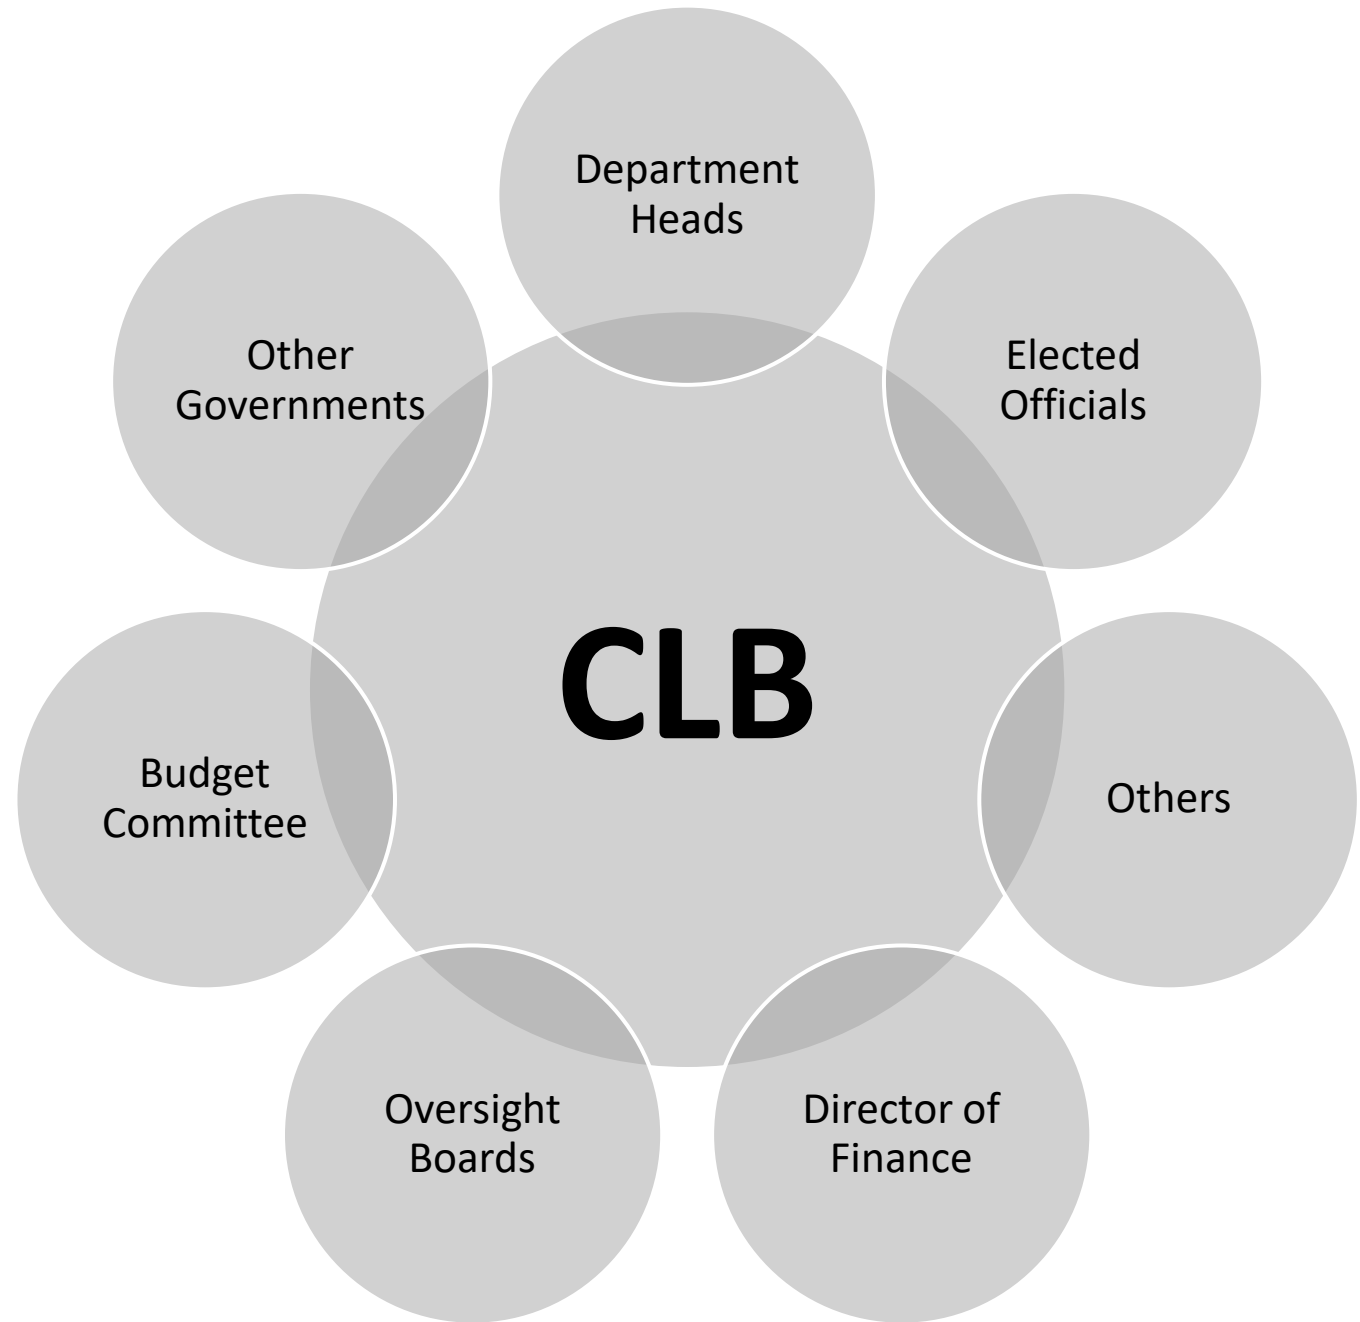 Department
Heads
Elected
Officials
Others
Director of
Finance
Oversight
Boards
Budget
Committee
Other
Governments
CLB